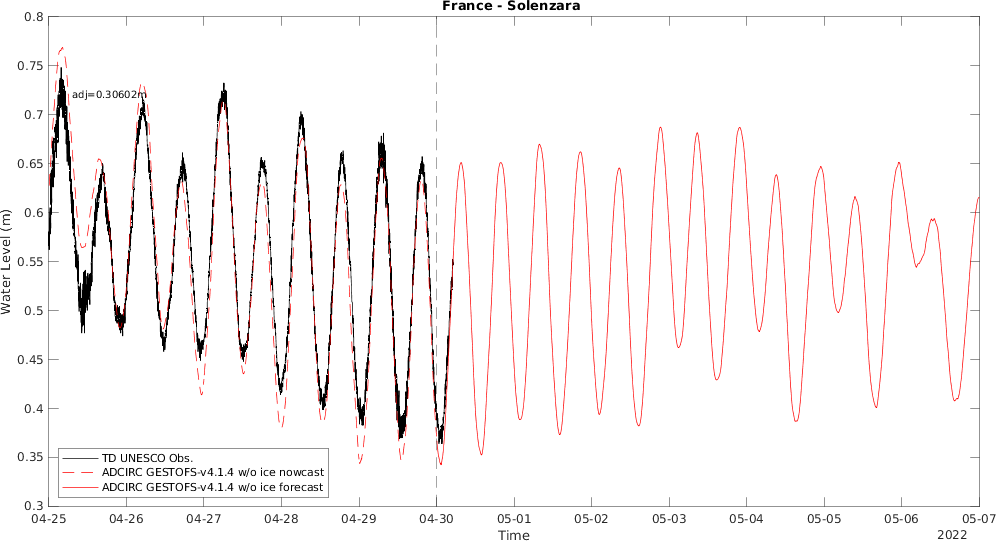 France - Solenzara
0.8
0.75
0.7
0.65
0.6
0.55
0.5
0.45
0.4
0.35
0.3
Water Level (m)
adj=0.30602m
TD UNESCO Obs.
ADCIRC GESTOFS-v4.1.4 w/o ice nowcast
ADCIRC GESTOFS-v4.1.4 w/o ice forecast
04-25 04-26 04-27 04-28 04-29 04-30 05-01 05-02 05-03 05-04 05-05 05-06 05-07
Time
2022